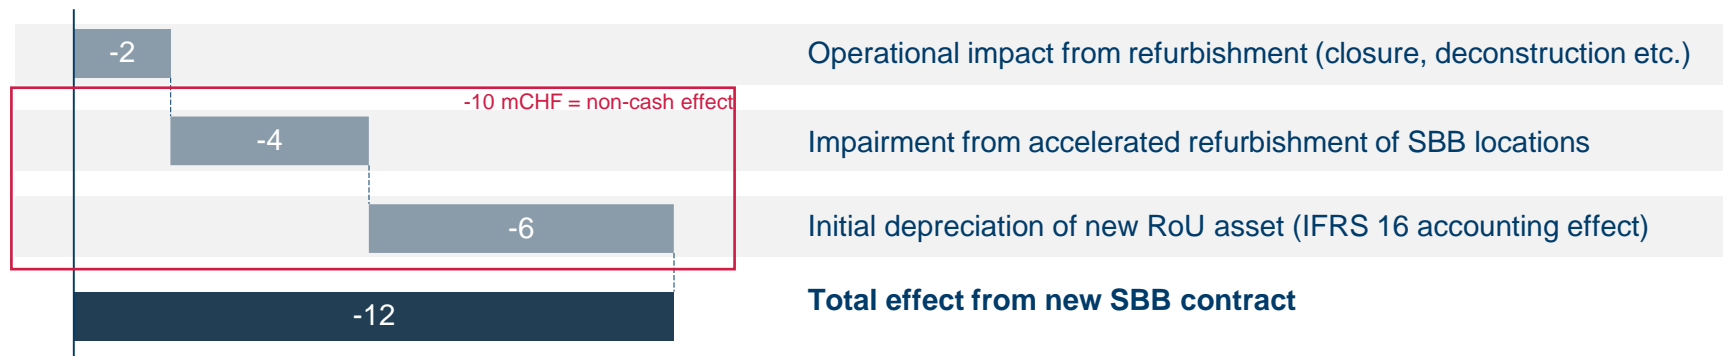 -2 Operational impact from refurbishment (closure, deconstruction etc.)
-10 mCHF = non-cash effect
-4 Impairment from accelerated refurbishment of SBB locations
-6 Initial depreciation of new RoU asset (IFRS 16 accounting effect)
-12 Total effect from new SBB contract